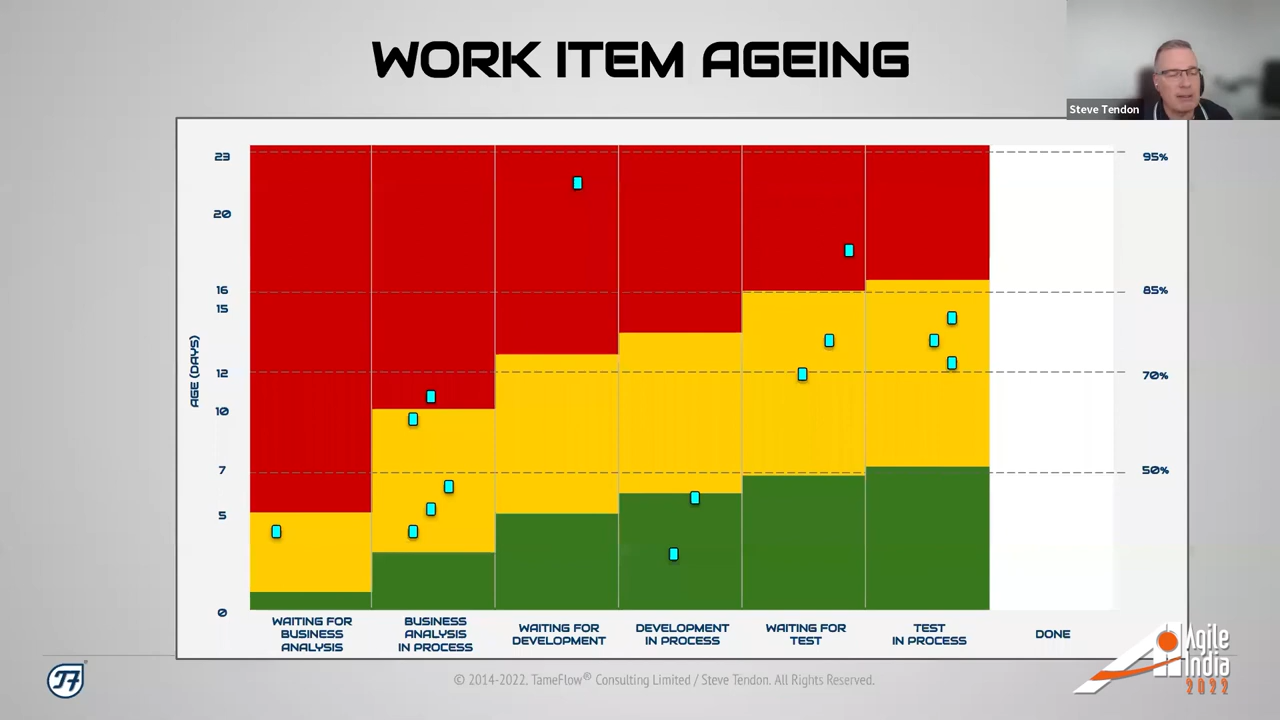 WORK ITEM AGEING
Steve Tendon
23
20
16
15
12
10
7
5
0
AGE (DAYS)
95%
85%
70%
50%
WAITING FOR
BUSINESS
ANALYSIS
BUSINESS
ANALYSIS
IN PROCESS
WAITING FOR
DEVELOPMENT
DEVELOPMENT
IN PROCESS
WAITING FOR
TEST
TEST
IN PROCESS
DONE
© 2014-2022. TameFlow® Consulting Limited / Steve Tendon. All Rights Reserved.
Agile
India
2022